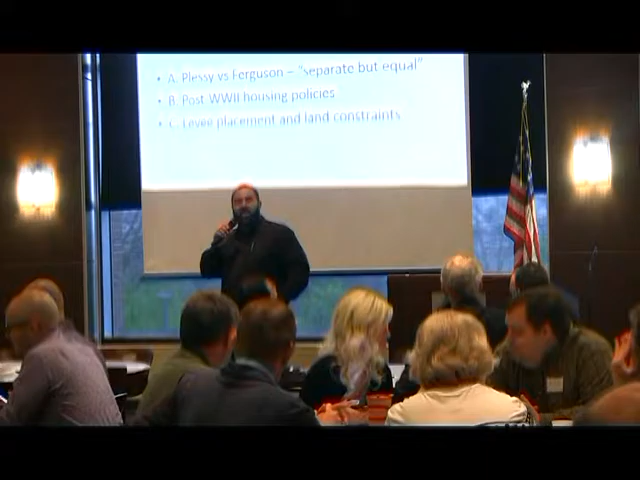 • A. Plessy vs Ferguson – "separate but equal"
• B. Post WWII housing policies
• C. Levee placement and land constraints